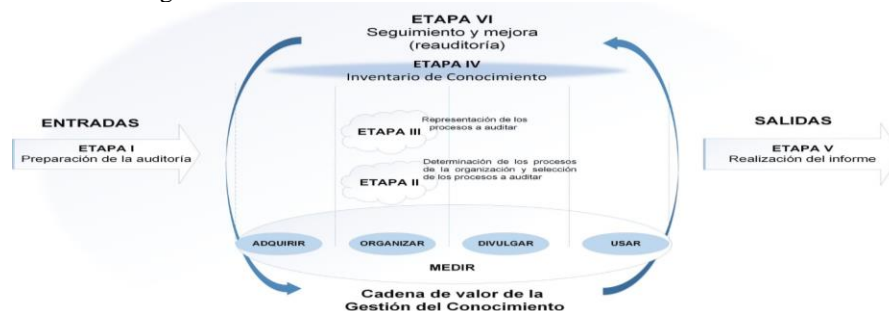 ETAPA VI
Seguimiento y mejora
(reauditoría)
ETAPA IV
Inventario de Conocimiento
ENTRADAS
ETAPA I
Preparación de la auditoría
ETAPA III
Representación de los
procesos a auditar
ETAPA II
Determinación de los procesos
de la organización y selección
de los procesos a auditar
SALIDAS
ETAPA V
Realización del informe
ADQUIRIR
ORGANIZAR
DIVULGAR
USAR
MEDIR
Cadena de valor de la
Gestión del Conocimiento